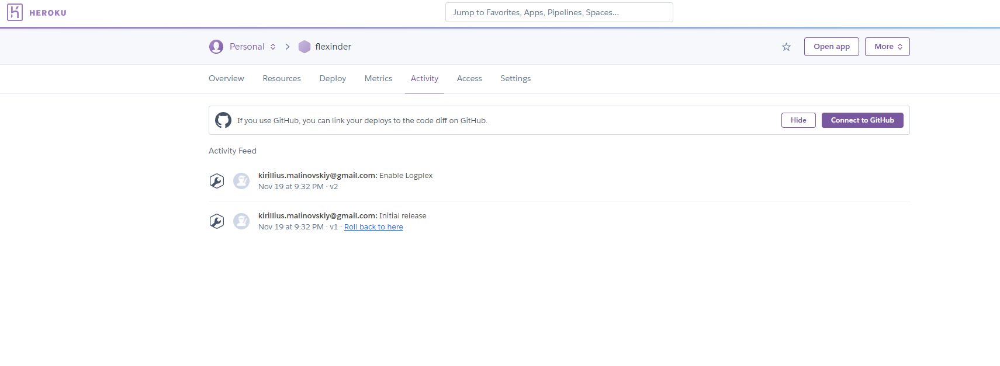 HEROKU
Jump to Favorites, Apps, Pipelines, Spaces...
Personal
flexinder
Open app
More
Overview
Resources
Deploy
Metrics
Activity
Access
Settings
If you use GitHub, you can link your deploys to the code diff on GitHub.
Hide
Connect to GitHub
Activity Feed
kirillius.malinovskiy@gmail.com: Enable Logplex
Nov 19 at 9:32 PM · v2
kirillius.malinovskiy@gmail.com: Initial release
Nov 19 at 9:32 PM · v1 · Roll back to here